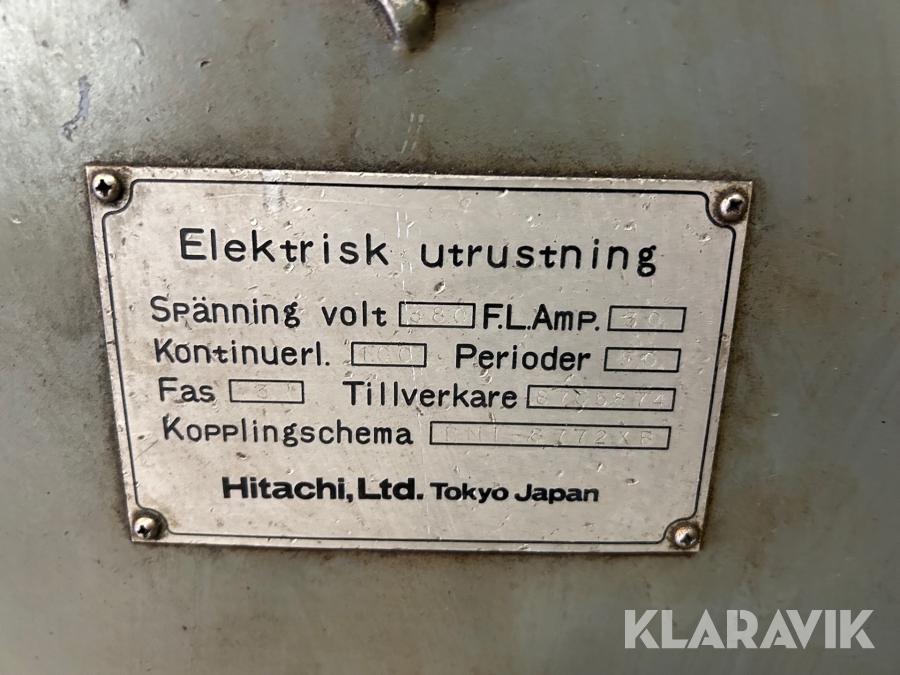 Elektrisk utrustning
Spänning volt 380 F.L.Amp. 30
Kontinuerl. 100 Perioder 50
Fas 3 Tillverkare
Kopplingschema
Hitachi, Ltd. Tokyo Japan
KLARAVIK